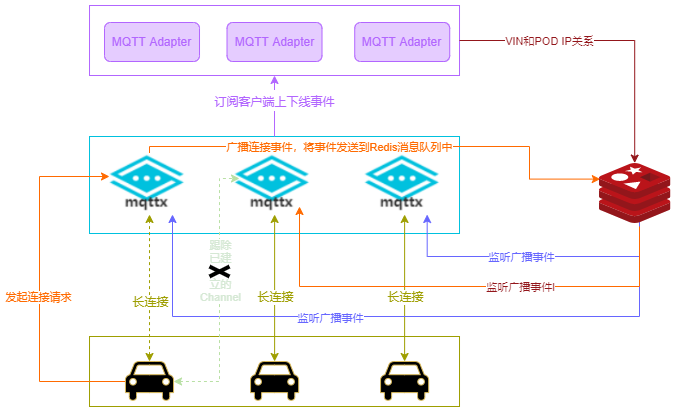 MQTT Adapter
MQTT Adapter
MQTT Adapter
VIN和POD IP关系
订阅客户端上下线事件
广播连接事件，将事件发送到Redis消息队列中
mqttx
mqttx
mqttx
剔除
已建
立的
Channel
监听广播事件
发起连接请求
长连接
长连接
长连接
监听广播事件I
监听广播事件